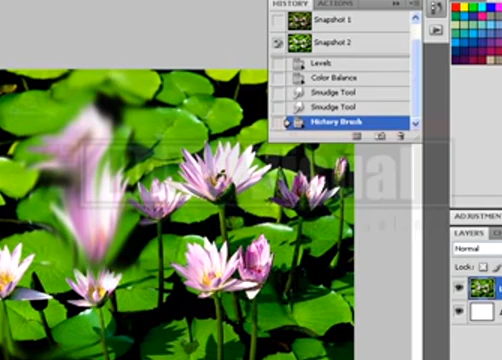 HISTORY ACTIONS
Snapshot 1
Snapshot 2
Levels
Color Balance
Smudge Tool
Smudge Tool
History Brush
ADJUSTMEN
LAYERS
Normal
Lock: